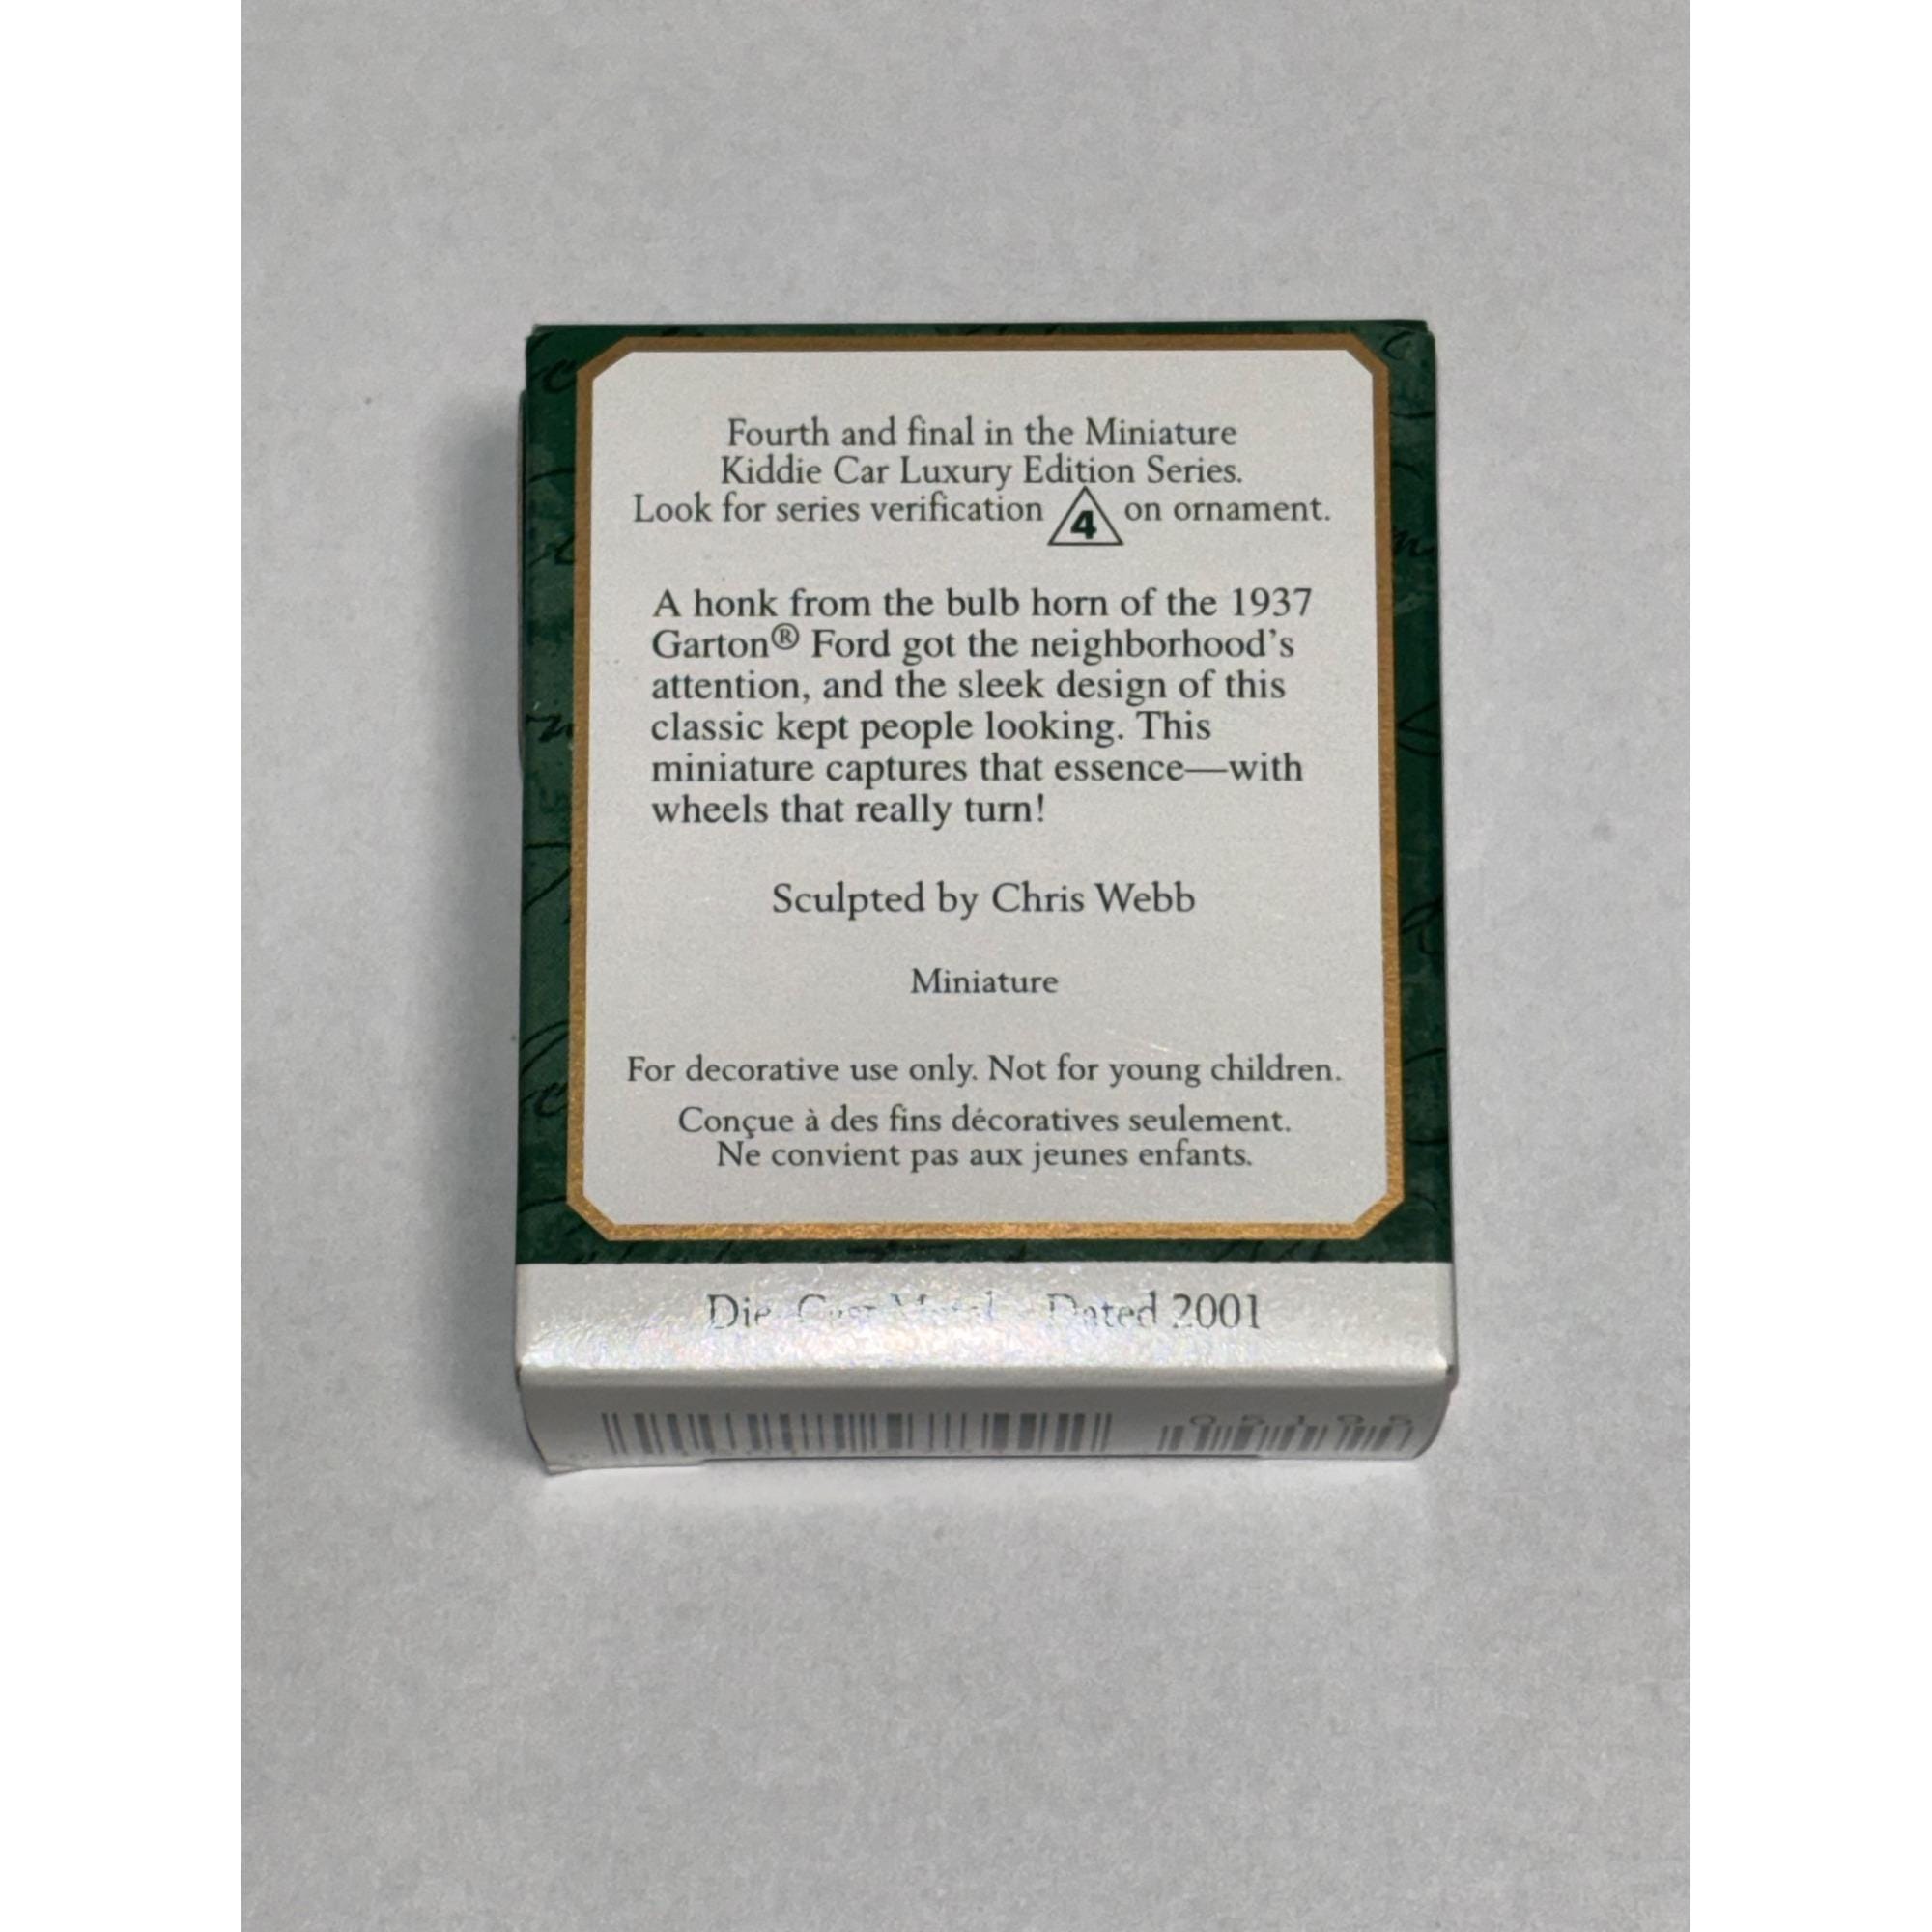 Fourth and final in the Miniature
Kiddie Car Luxury Edition Series.
Look for series verification 4 on ornament.
A honk from the bulb horn of the 1937
Garton® Ford got the neighborhood's
attention, and the sleek design of this
classic kept people looking. This
miniature captures that essence—with
wheels that really turn!
Sculpted by Chris Webb
Miniature
For decorative use only. Not for young children.
Conçue à des fins décoratives seulement.
Ne convient pas aux jeunes enfants.
Die-Cast Metal Dated 2001